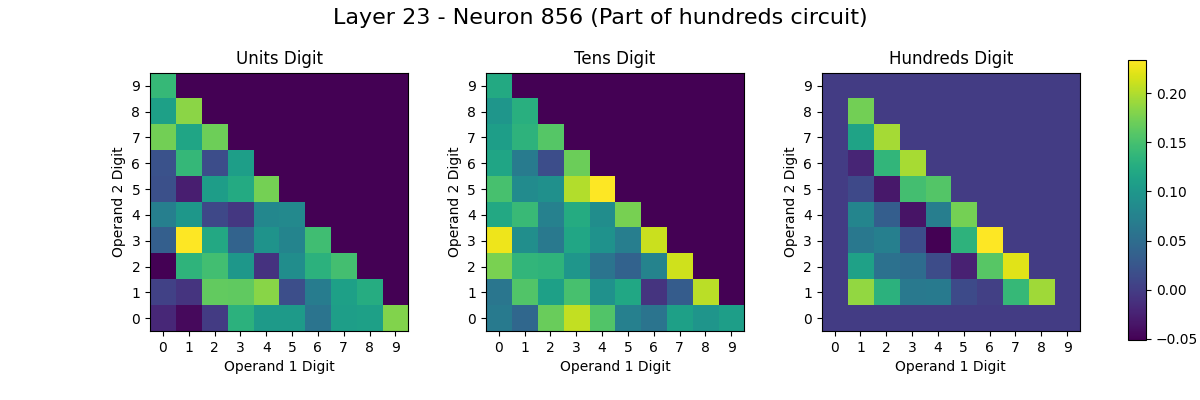 Layer 23 - Neuron 856 (Part of hundreds circuit)
Units Digit
Tens Digit
Hundreds Digit
Operand 2 Digit
9
8
7
6
5
4
3
2
1
0
0 1 2 3 4 5 6 7 8 9
Operand 1 Digit
Operand 2 Digit
9
8
7
6
5
4
3
2
1
0
0 1 2 3 4 5 6 7 8 9
Operand 1 Digit
Operand 2 Digit
9
8
7
6
5
4
3
2
1
0
0 1 2 3 4 5 6 7 8 9
Operand 1 Digit
0.20
0.15
0.10
0.05
0.00
−0.05